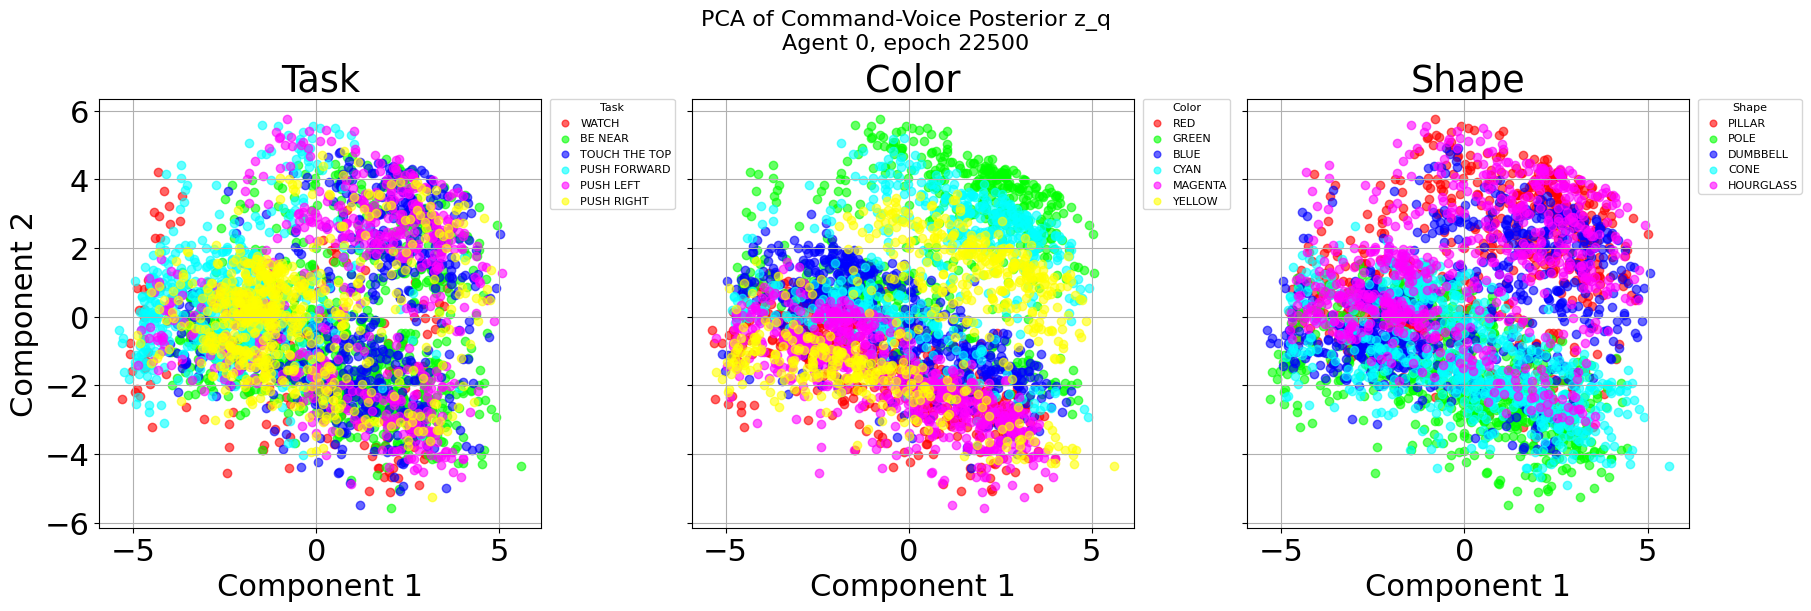 PCA of Command-Voice Posterior z_q
Agent 0, epoch 22500
Task
Component 2
6
4
2
0
−2
−4
−6
−5 0 5
Component 1
Task
WATCH
BE NEAR
TOUCH THE TOP
PUSH FORWARD
PUSH LEFT
PUSH RIGHT
Color
−5 0 5
Component 1
Color
RED
GREEN
BLUE
CYAN
MAGENTA
YELLOW
Shape
−5 0 5
Component 1
Shape
PILLAR
POLE
DUMBBELL
CONE
HOURGLASS